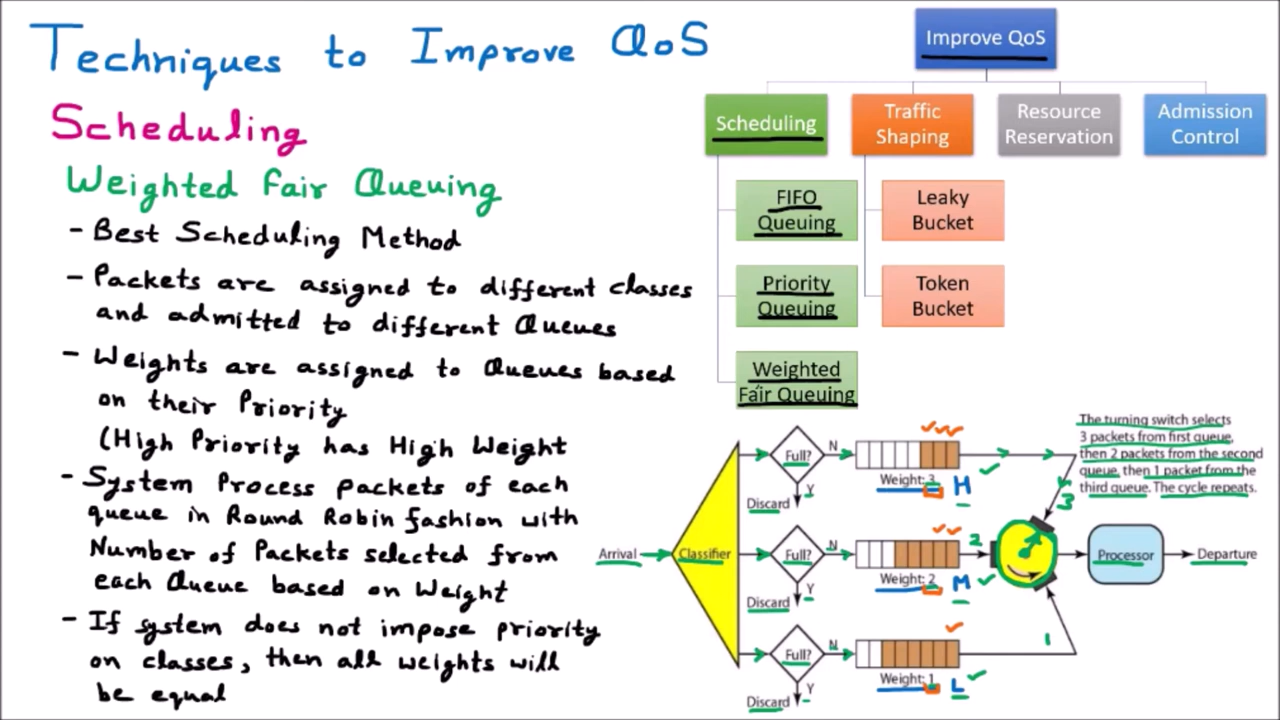 Techniques to Improve QoS
Scheduling
Weighted Fair Queuing
- Best Scheduling Method
- Packets are assigned to different classes
and admitted to different Queues
- Weights are assigned to Queues based
on their Priority
(High Priority has High Weight
- System Process packets of each
queue in Round Robin fashion with
Number of Packets selected from
each Queue based on Weight
- If system does not impose priority
on classes, then all weights will
be equal
Improve QoS
Scheduling
Traffic
Shaping
Resource
Reservation
Admission
Control
FIFO
Queuing
Leaky
Bucket
Priority
Queuing
Token
Bucket
Weighted
Fair Queuing
The turning switch selects
3 packets from first queue,
then 2 packets from the second
queue, then 1 packet from the
third queue. The cycle repeats.
Full?
N
Y
Discard
Weight: 3 H
3
Arrival
Classifier
Full?
N
Y
Discard
Weight: 2 M
2
Processor
Departure
Full?
N
Y
Discard
Weight: 1 L
1